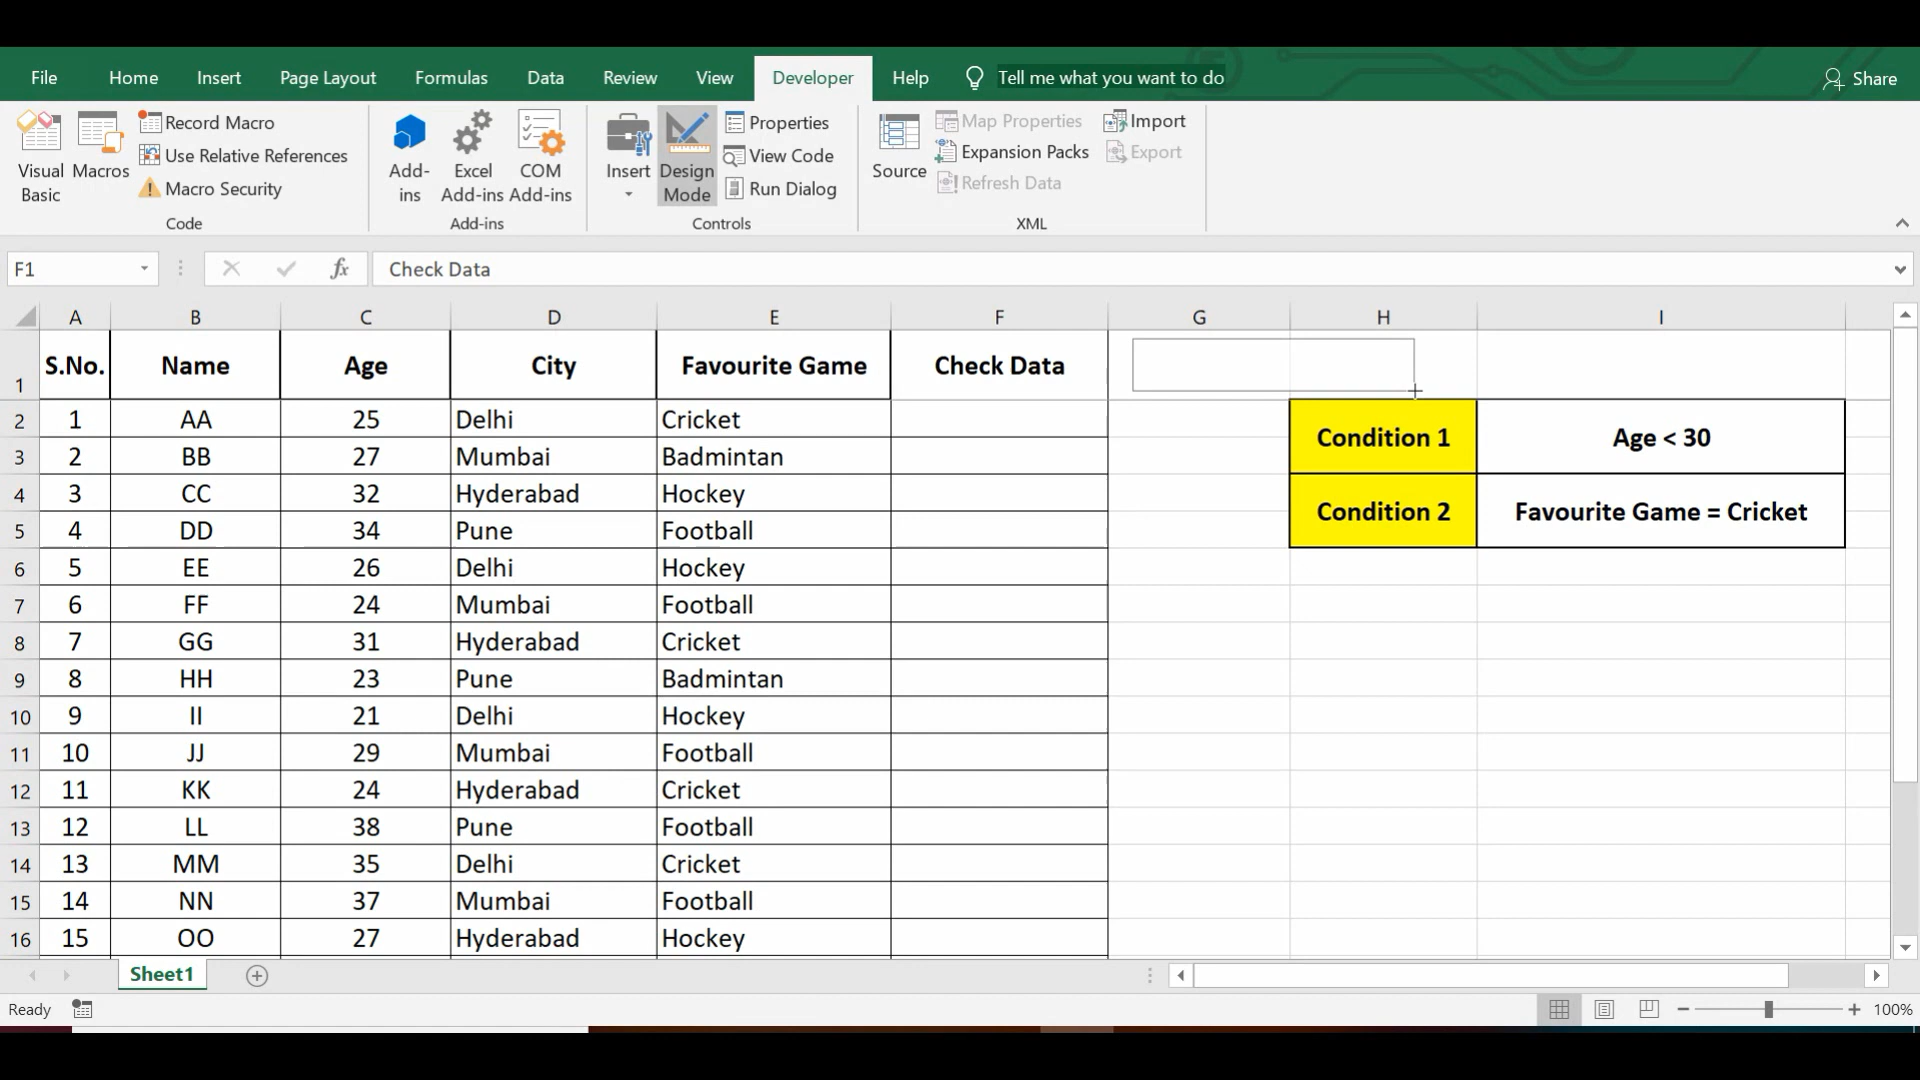 File Home Insert Page Layout Formulas Data Review View Developer Help Tell me what you want to do Share
Visual Basic
Macros
Record Macro
Use Relative References
Macro Security
Code
Add-ins
Excel Add-ins
COM Add-ins
Add-ins
Insert
Design Mode
Properties
View Code
Run Dialog
Controls
Source
Map Properties
Expansion Packs
Refresh Data
Import
Export
XML
F1 fx Check Data
A B C D E F G H I
1 S.No. Name Age City Favourite Game Check Data
2 1 AA 25 Delhi Cricket
3 2 BB 27 Mumbai Badmintan
4 3 CC 32 Hyderabad Hockey
5 4 DD 34 Pune Football
6 5 EE 26 Delhi Hockey
7 6 FF 24 Mumbai Football
8 7 GG 31 Hyderabad Cricket
9 8 HH 23 Pune Badmintan
10 9 II 21 Delhi Hockey
11 10 JJ 29 Mumbai Football
12 11 KK 24 Hyderabad Cricket
13 12 LL 38 Pune Football
14 13 MM 35 Delhi Cricket
15 14 NN 37 Mumbai Football
16 15 OO 27 Hyderabad Hockey
Condition 1 Age < 30
Condition 2 Favourite Game = Cricket
Sheet1
Ready 100%